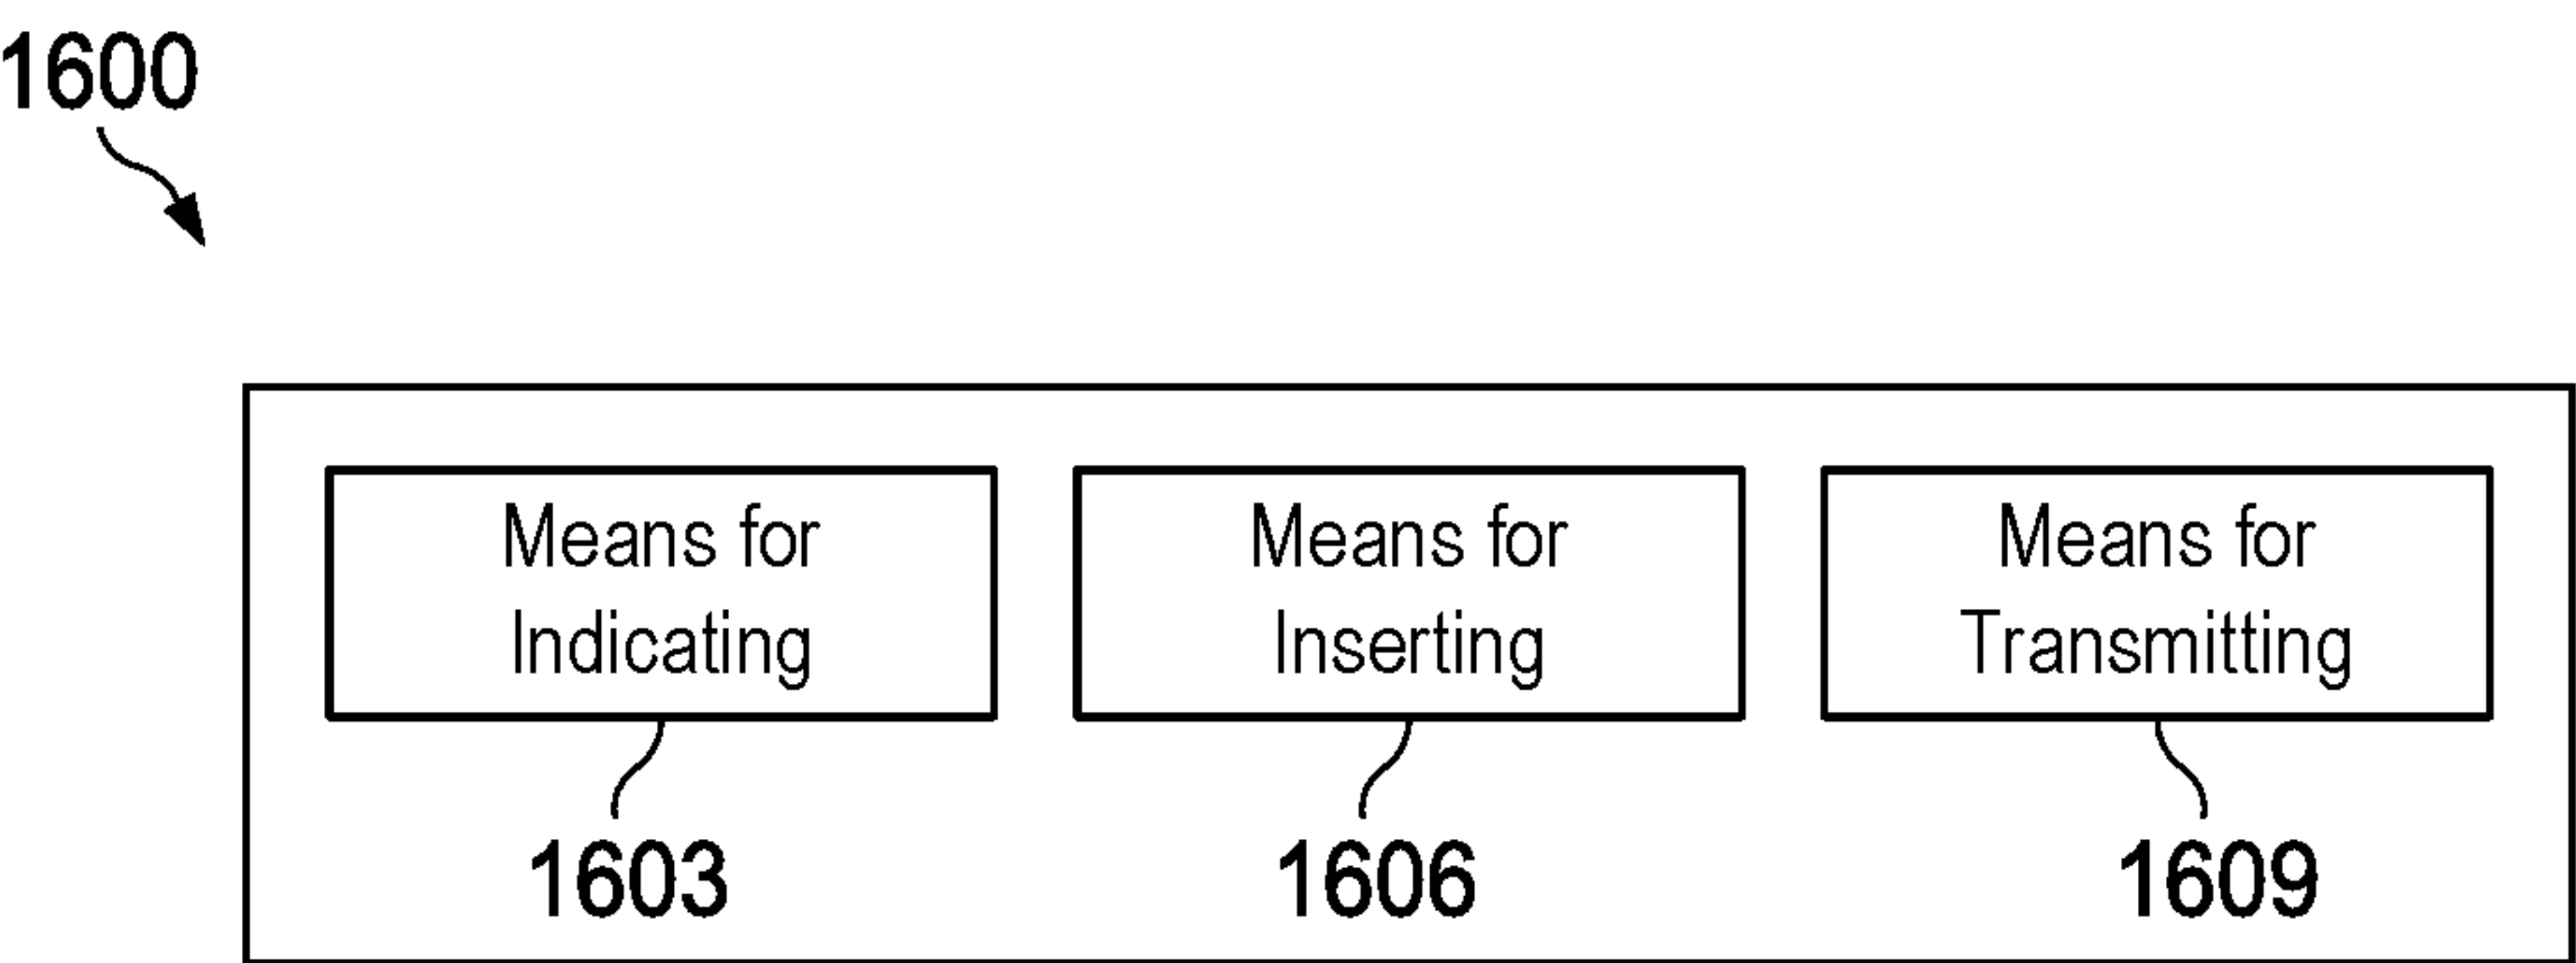 1600
Means for
Indicating
Means for
Inserting
Means for
Transmitting
1603
1606
1609